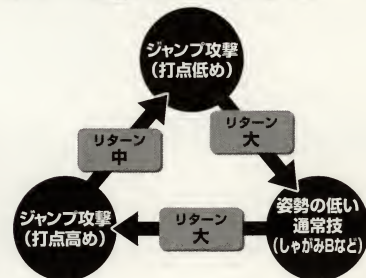 ジャンプ攻撃
(打点低め)
リターン
中
リターン
大
ジャンプ攻撃
(打点高め)
リターン
大
姿勢の低い
通常技
(しゃがみBなど)